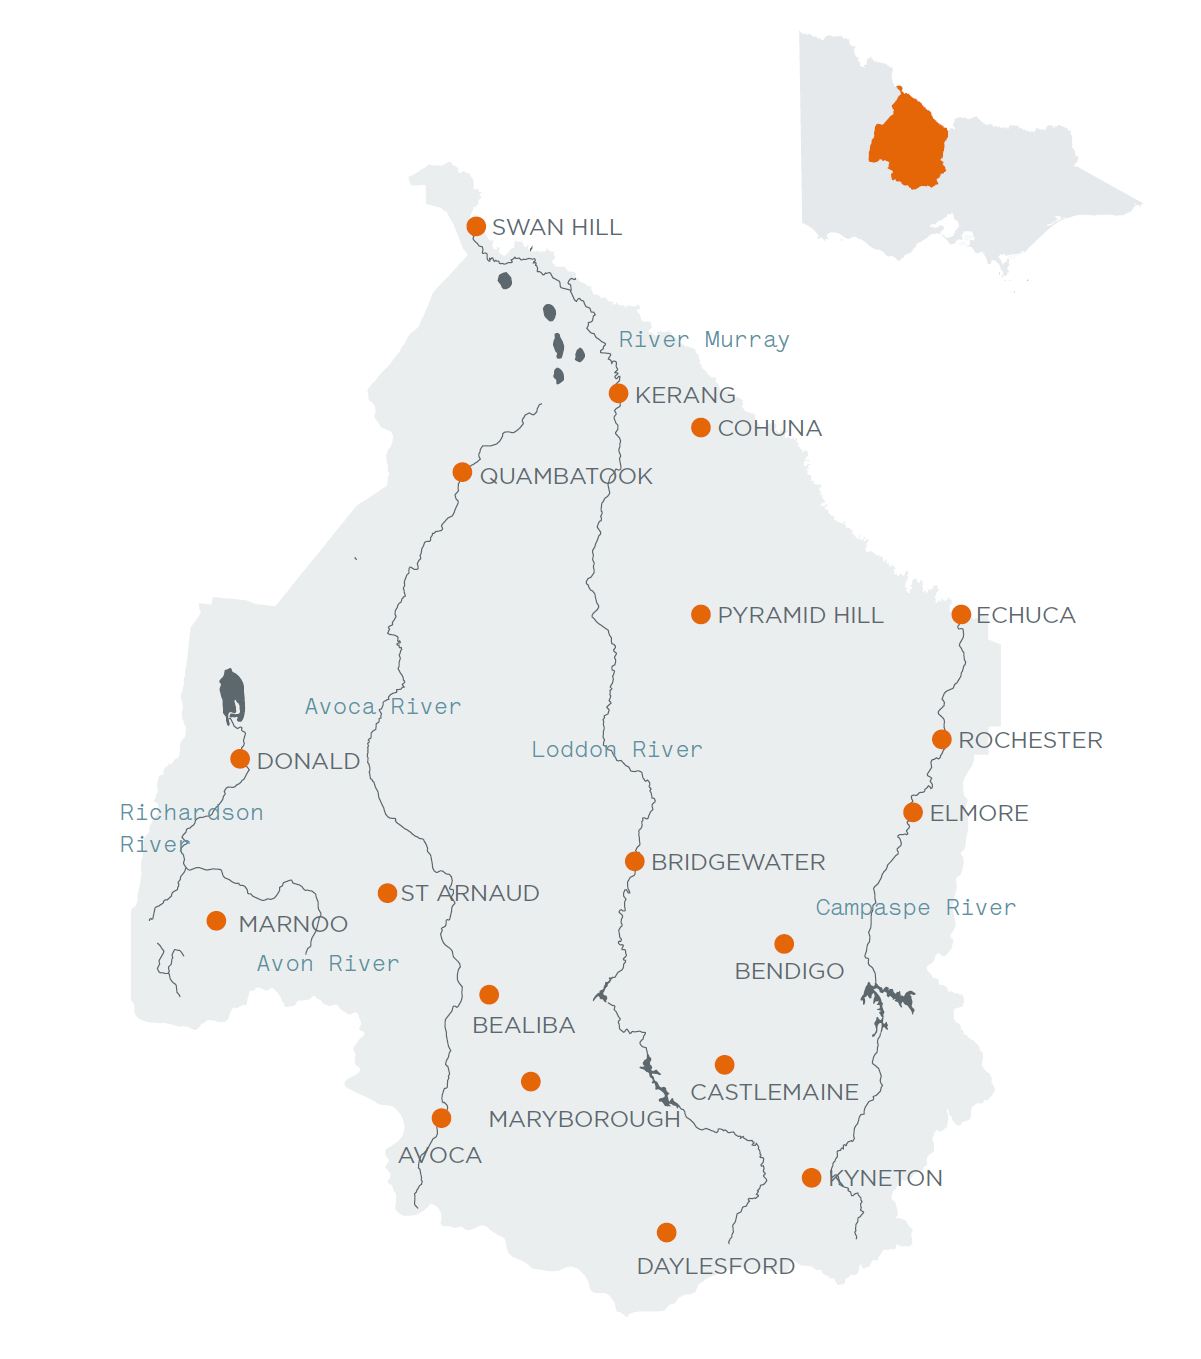 SWAN HILL
River Murray
KERANG
COHUNA
QUAMBATOOK
PYRAMID HILL
ECHUCA
Avoca River
Loddon River
ROCHESTER
DONALD
Richardson
River
ELMORE
BRIDGEWATER
ST ARNAUD
Campaspe River
MARNOO
Avon River
BENDIGO
BEALIBA
CASTLEMAINE
MARYBOROUGH
AVOCA
KYNETON
DAYLESFORD